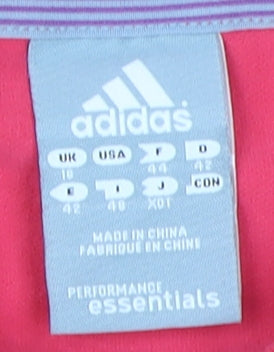 adidas
UK USA F D
16 44 42
E I J CON
42 48 XOT
MADE IN CHINA
FABRIQUÉ EN CHINE
PERFORMANCE
essentials